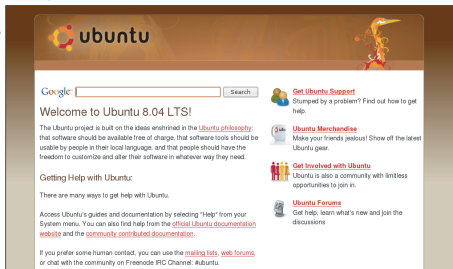 ubuntu
Google Search
Welcome to Ubuntu 8.04 LTS!
The Ubuntu project is built on the ideas enshrined in the Ubuntu philosophy:
that software should be available free of charge, that software tools should be
usable by people in their local language, and that people should have the
freedom to customize and alter their software in whatever way they need.
Getting Help with Ubuntu:
There are many ways to get help with Ubuntu.
Access Ubuntu's guides and documentation by selecting "Help" from your
System menu. You can also find help from the official Ubuntu documentation
website and the community contributed documentation.
If you prefer some human contact, you can use the mailing lists, web forums,
or chat with the community on Freenode IRC Channel: #ubuntu.
Get Ubuntu Support
Stumped by a problem? Find out how to get
help.
Ubuntu Merchandise
Make your friends jealous! Show off the latest
Ubuntu gear.
Get Involved with Ubuntu
Ubuntu is also a community with limitless
opportunities to join in.
Ubuntu Forums
Get help, learn what's new and join the
discussions